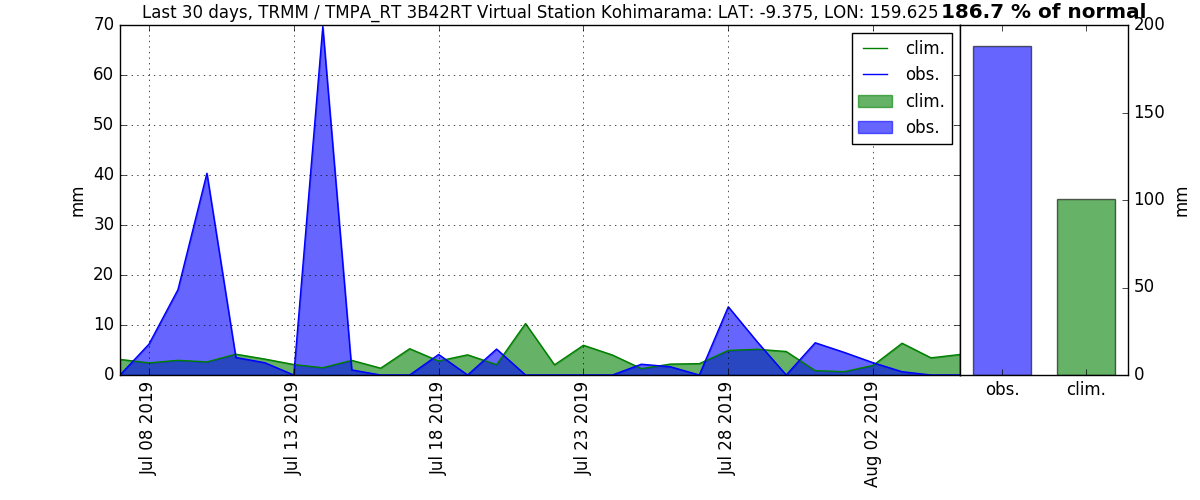 Last 30 days, TRMM / TMPA_RT 3B42RT Virtual Station Kohimarama: LAT: -9.375, LON: 159.625
186.7 % of normal
70
60
50
40
30
20
10
0
mm
clim.
obs.
clim.
obs.
Jul 08 2019
Jul 13 2019
Jul 18 2019
Jul 23 2019
Jul 28 2019
Aug 02 2019
200
150
100
50
0
mm
obs.
clim.